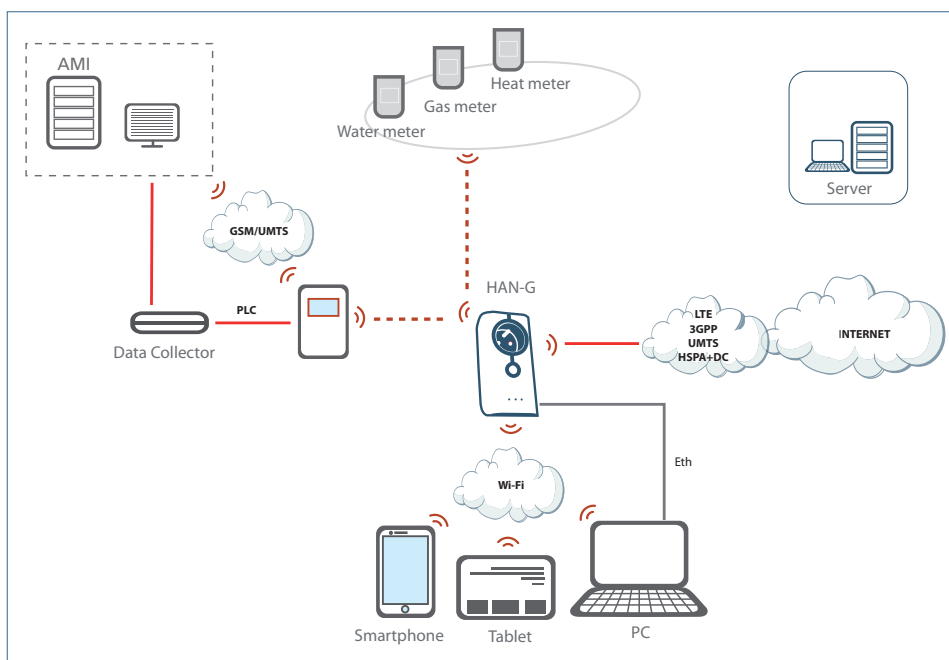 AMI
Heat meter
Gas meter
Water meter
Server
GSM/UMTS
HAN-G
PLC
Data Collector
LTE
3GPP
UMTS
HSPA+DC
INTERNET
Eth
Wi-Fi
Smartphone
Tablet
PC